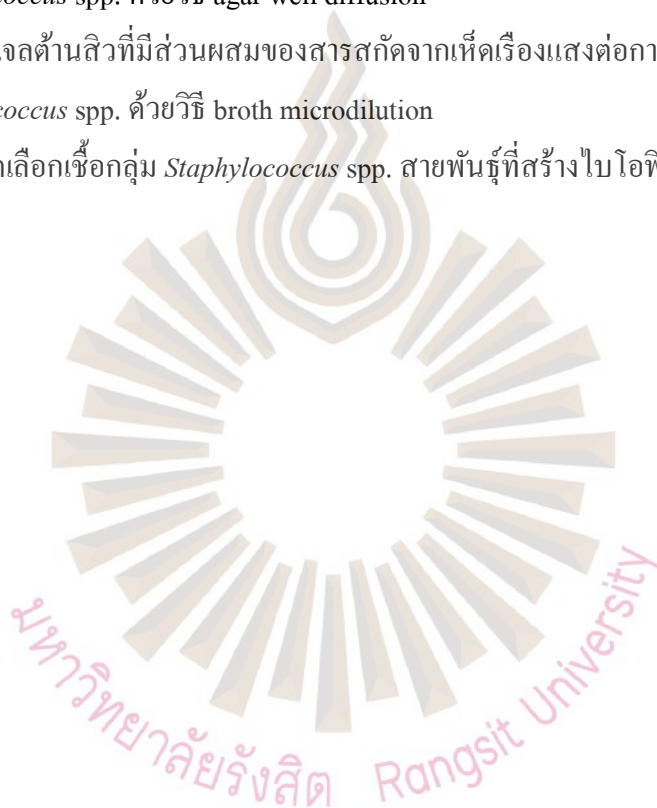 spp. ด้วยวิธี agar well diffusion
เจลต้านสิวที่มีส่วนผสมของสารสกัดจากเห็ดเรืองแสงต่อ
occus spp. ด้วยวิธี broth microdilution
เลือกเชื้อกลุ่ม Staphylococcus spp. สายพันธุ์ที่สร้างไบโอฟิ
มหาวิทยาลัยรังสิต Rangsit University